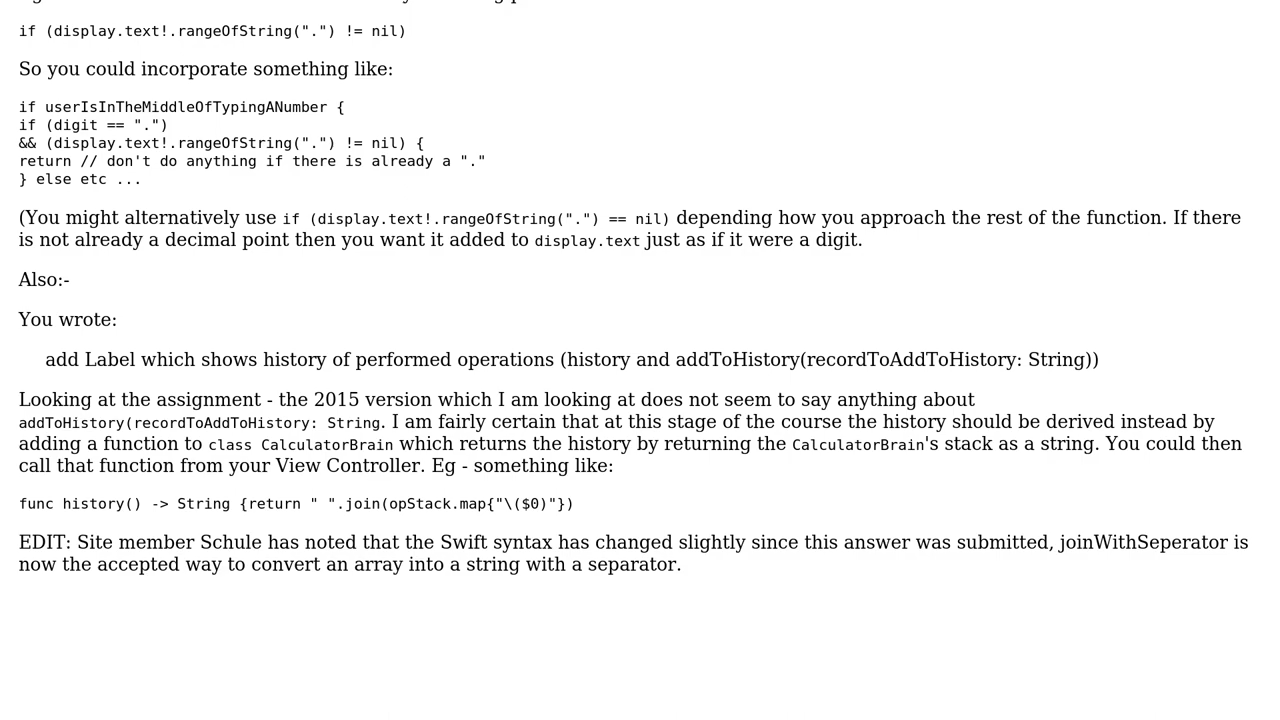 if (display.text!.rangeOfString(".") != nil)
So you could incorporate something like:
if userIsInTheMiddleOfTypingANumber {
if (digit == ".")
&& (display.text!.rangeOfString(".") != nil) {
return // don't do anything if there is already a "."
} else etc ...
(You might alternatively use if (display.text!.rangeOfString(".") == nil) depending how you approach the rest of the function. If there
is not already a decimal point then you want it added to display.text just as if it were a digit.
Also:-
You wrote:
add Label which shows history of performed operations (history and addToHistory(recordToAddToHistory: String))
Looking at the assignment - the 2015 version which I am looking at does not seem to say anything about
addToHistory(recordToAddToHistory: String. I am fairly certain that at this stage of the course the history should be derived instead by
adding a function to class CalculatorBrain which returns the history by returning the CalculatorBrain's stack as a string. You could then
call that function from your View Controller. Eg - something like:
func history() -> String {return " ".join(opStack.map{"\($0)"})
EDIT: Site member Schule has noted that the Swift syntax has changed slightly since this answer was submitted, joinWithSeperator is
now the accepted way to convert an array into a string with a separator.